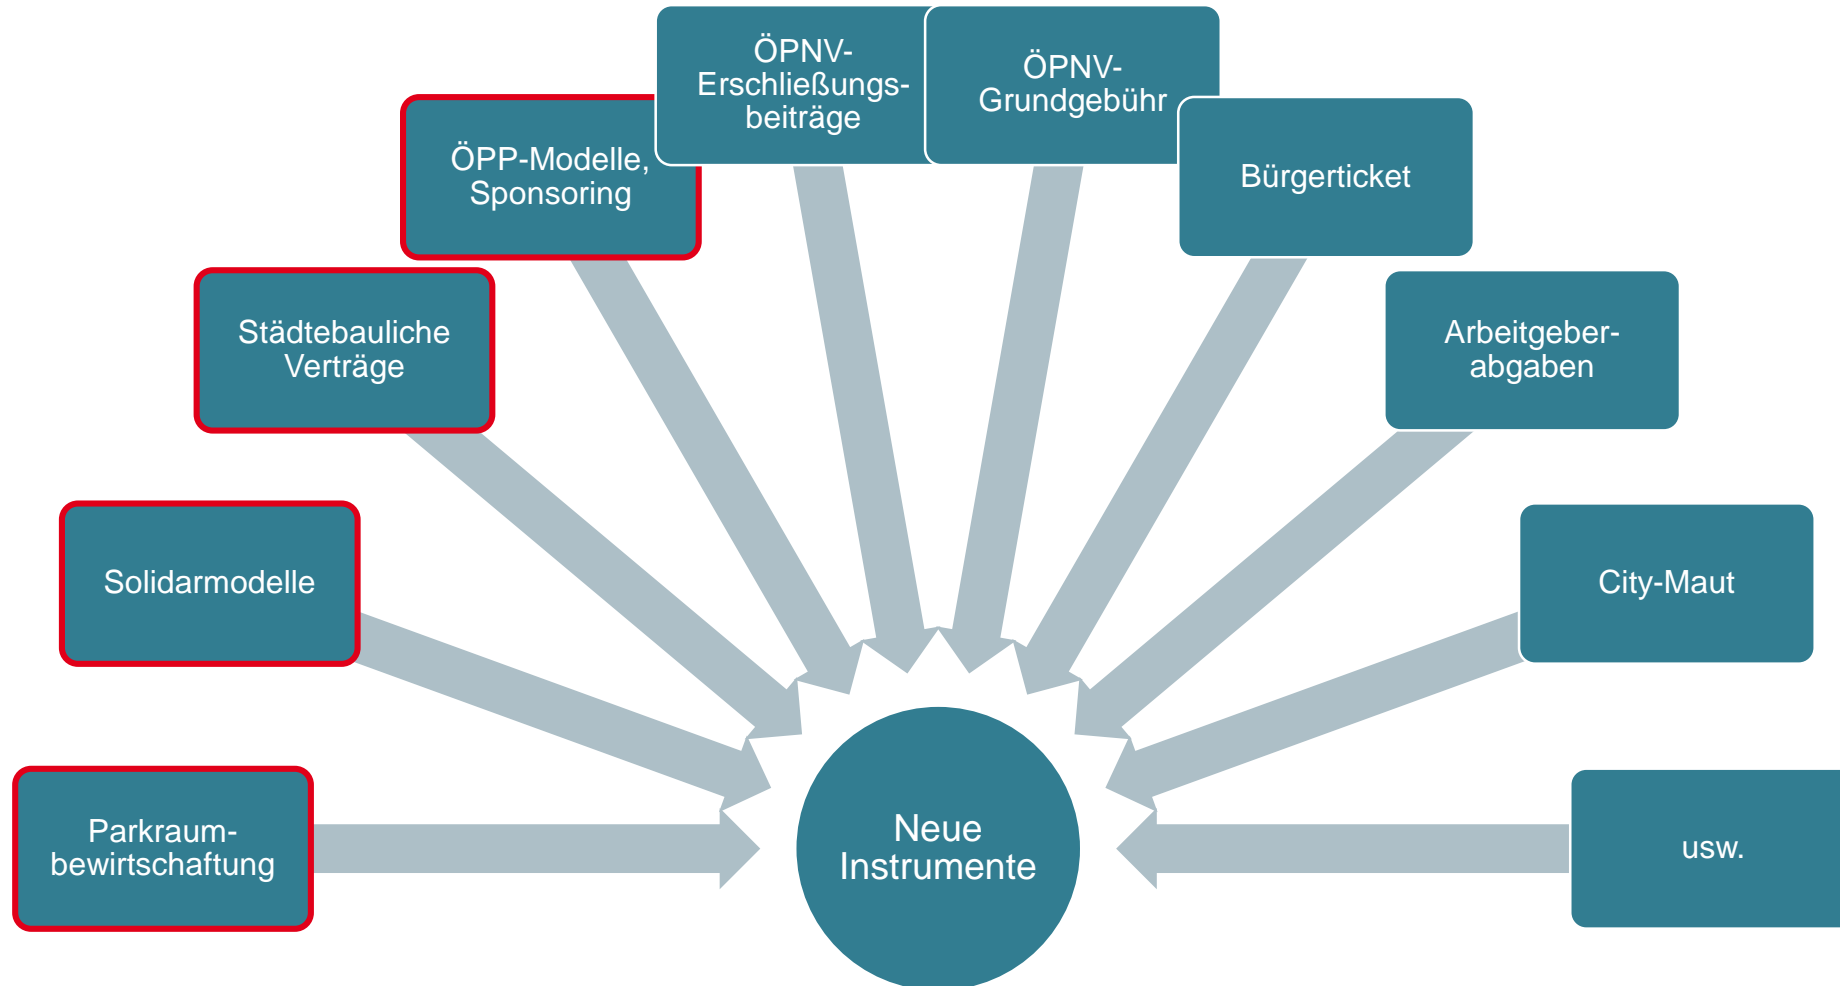 ÖPNV-
Erschließungs-
beiträge
ÖPNV-
Grundgebühr
ÖPP-Modelle,
Sponsoring
Bürgerticket
Städtebauliche
Verträge
Arbeitgeber-
abgaben
Solidarmodelle
City-Maut
Parkraum-
bewirtschaftung
Neue
Instrumente
usw.